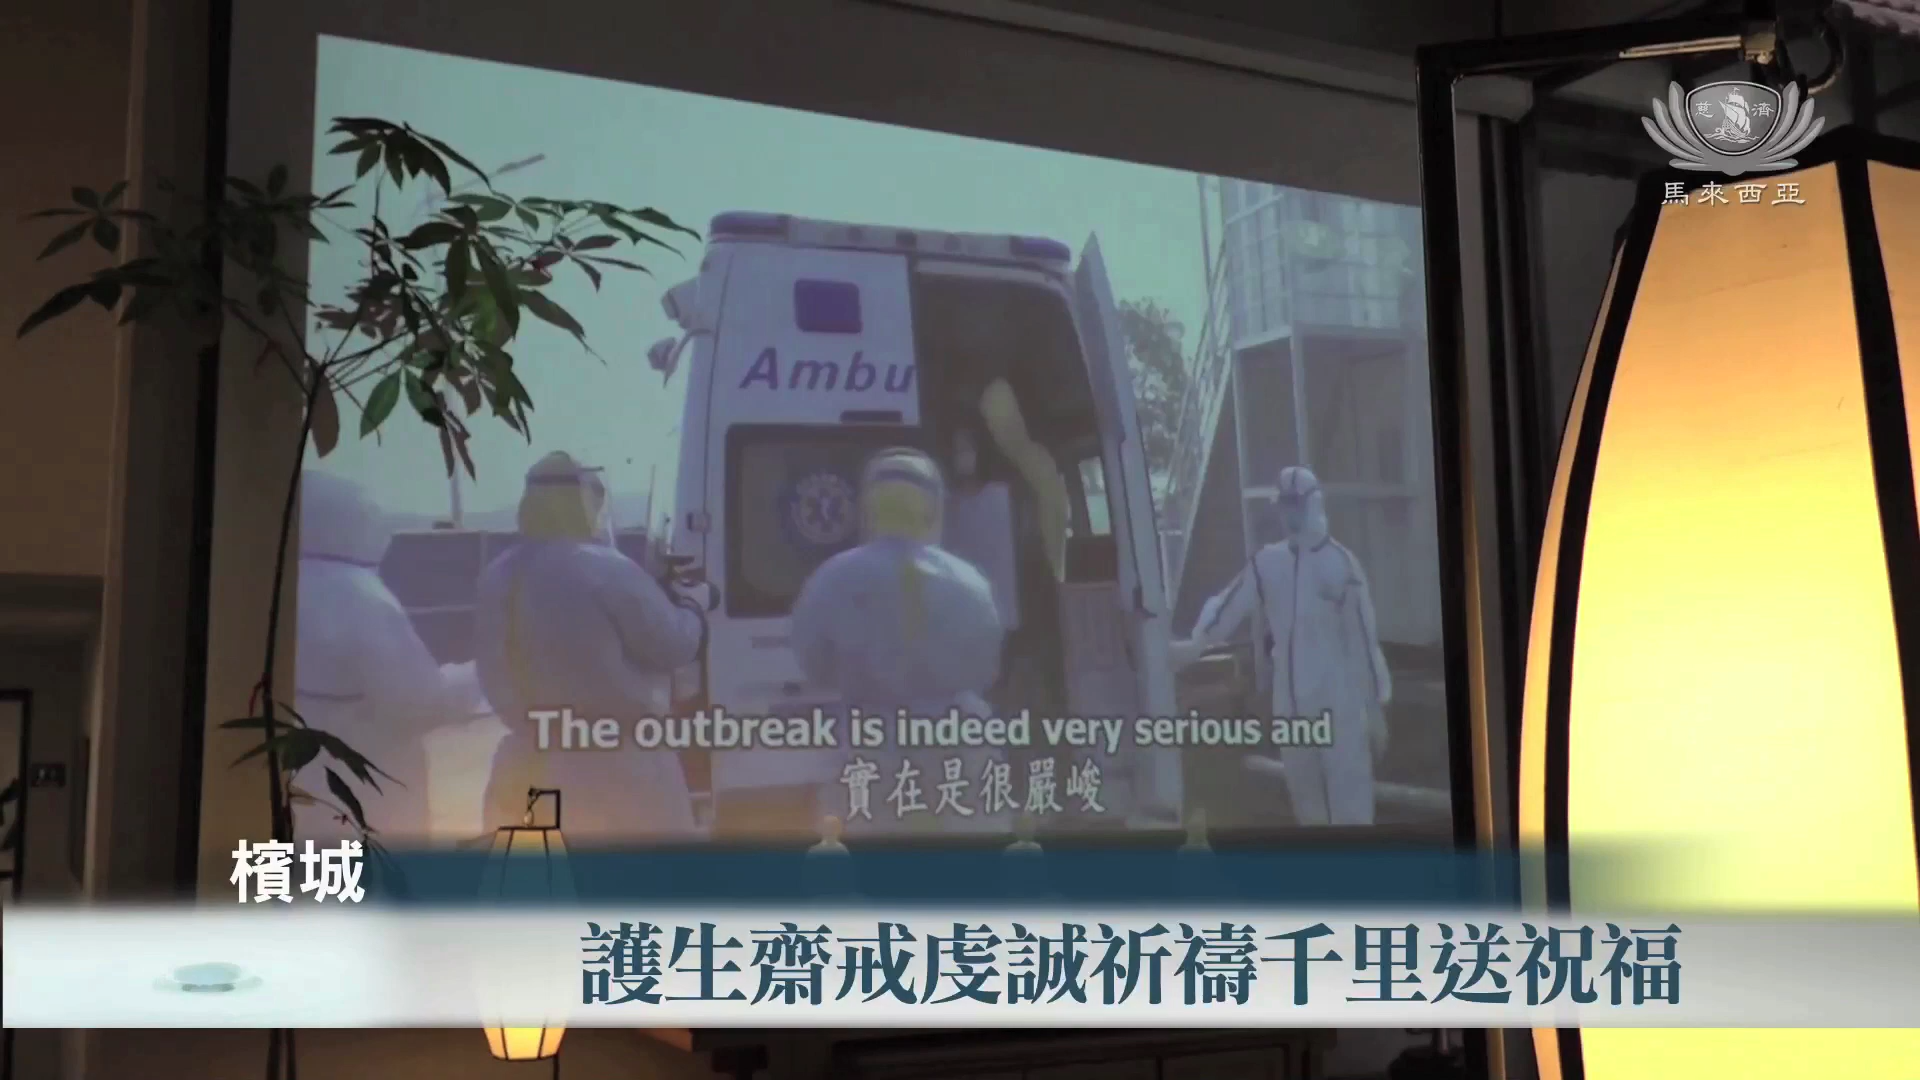 慈濟
馬來西亞
Ambu
The outbreak is indeed very serious and
實在是很嚴峻
檳城
護生齋戒虔誠祈禱千里送祝福